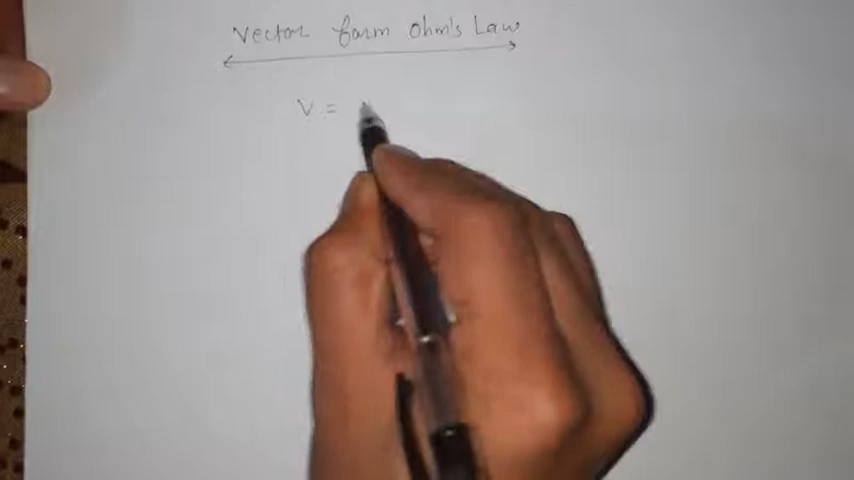 Vector form Ohm's Law
V =